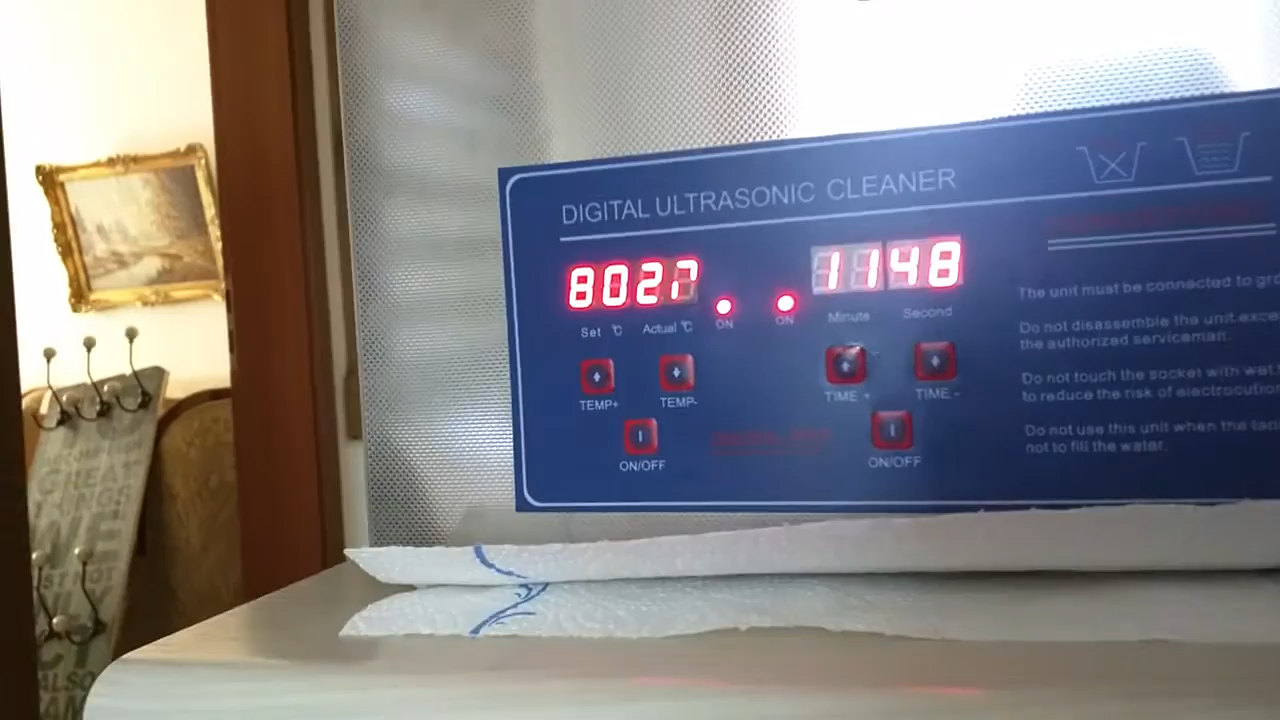 DIGITAL ULTRASONIC CLEANER
8027 1148
Set °C Actual °C ON ON Minute Second
TEMP+ TEMP- TIME + TIME -
ON/OFF ON/OFF
The unit must be connected to
Do not disassemble the unit
the authorized serviceman.
Do not touch the socket with wet
to reduce the risk of
Do not use this unit when the
not to fill the water.
ALSO